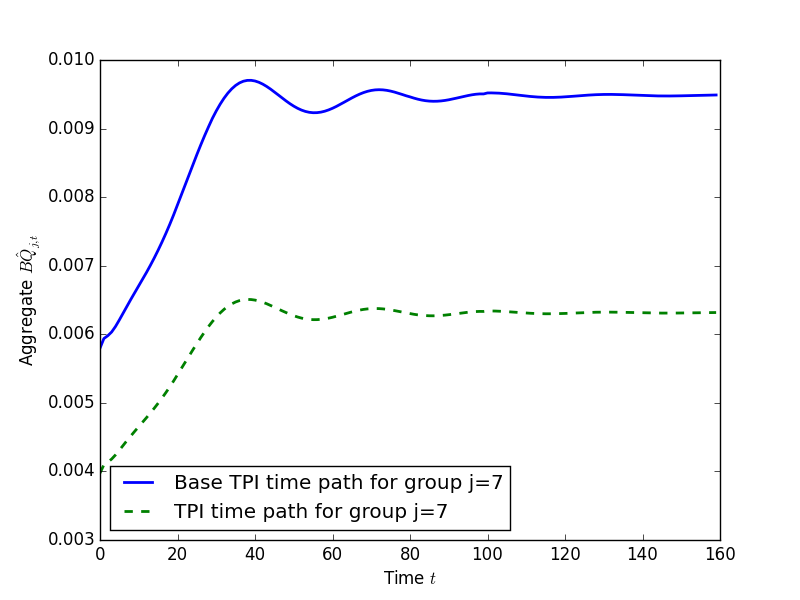 0.010
0.009
0.008
0.007
0.006
0.005
0.004
0.003
Aggregate B̂Q_{j,t}
Base TPI time path for group j=7
TPI time path for group j=7
0 20 40 60 80 100 120 140 160
Time t